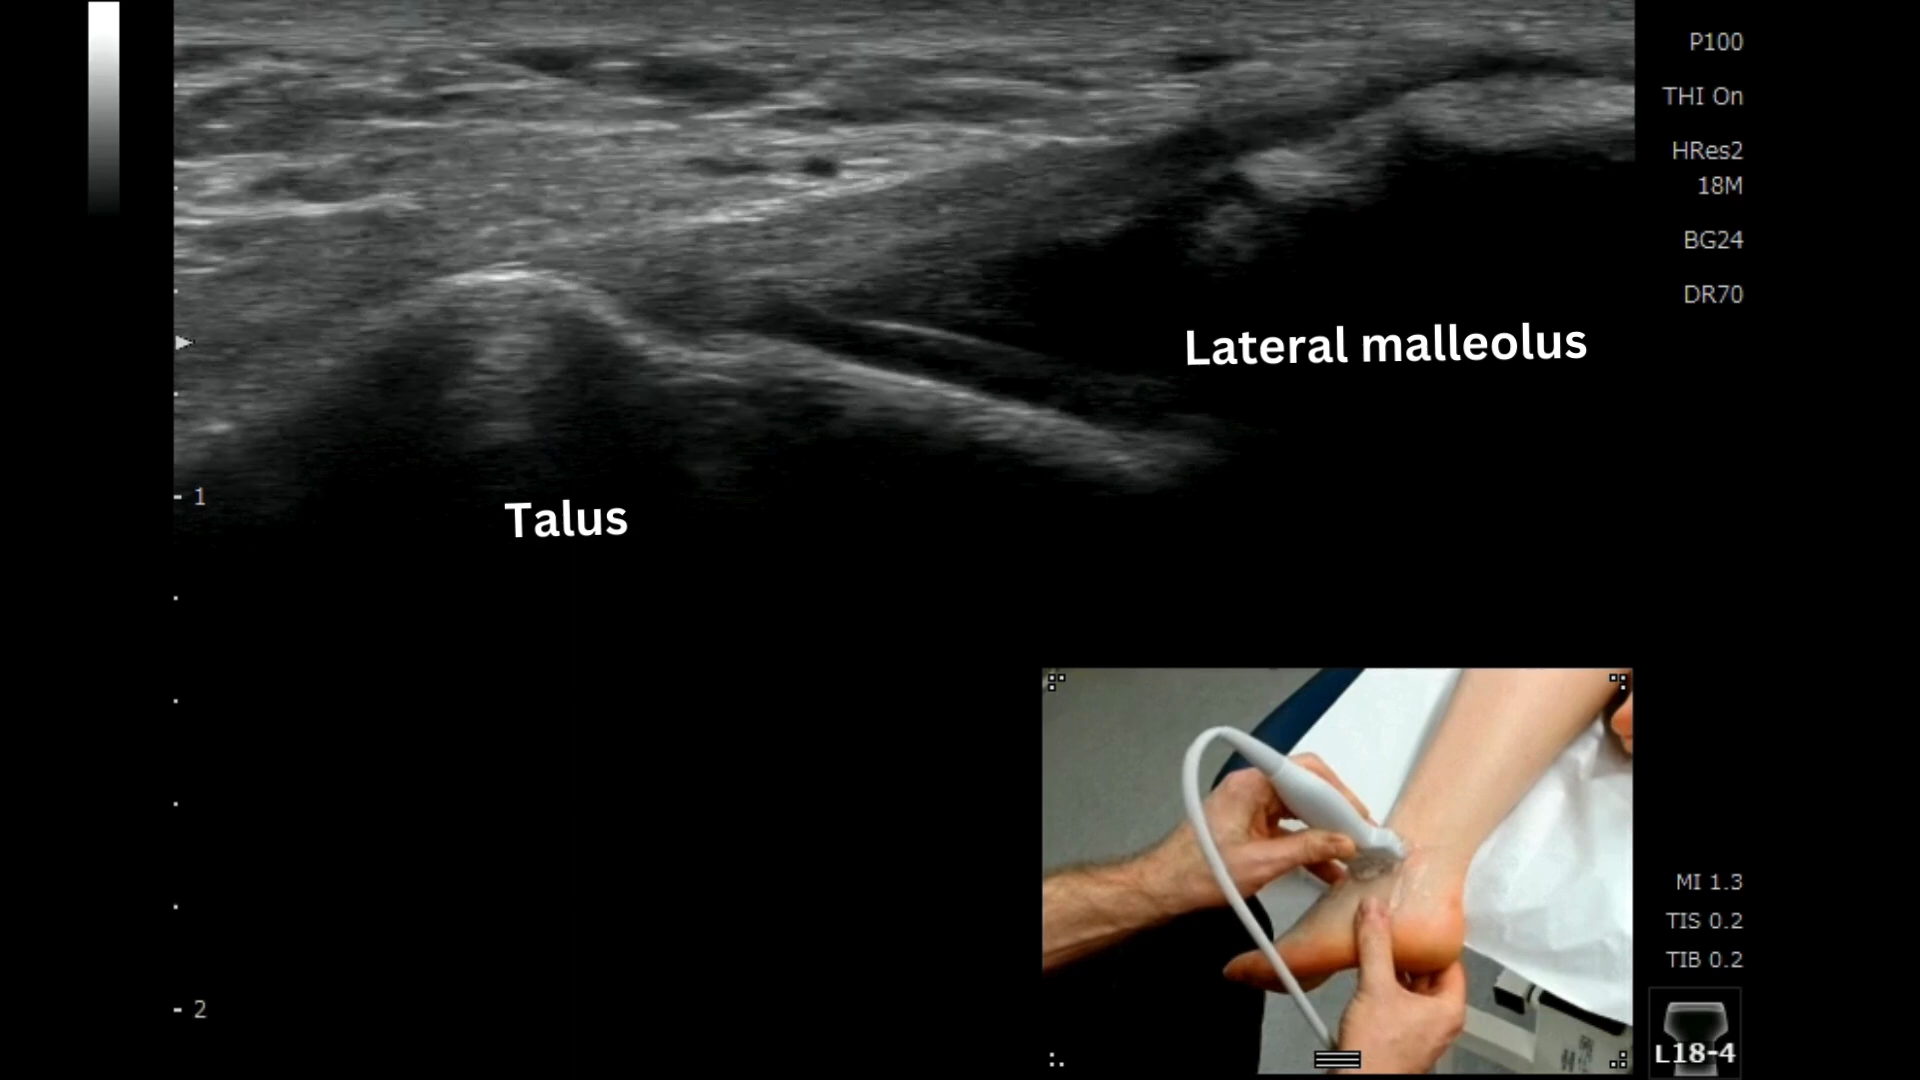 P100
THI On
HRes2
18M
BG24
DR70
Lateral malleolus
- 1
Talus
- 2
MI 1.3
TIS 0.2
TIB 0.2
L18-4